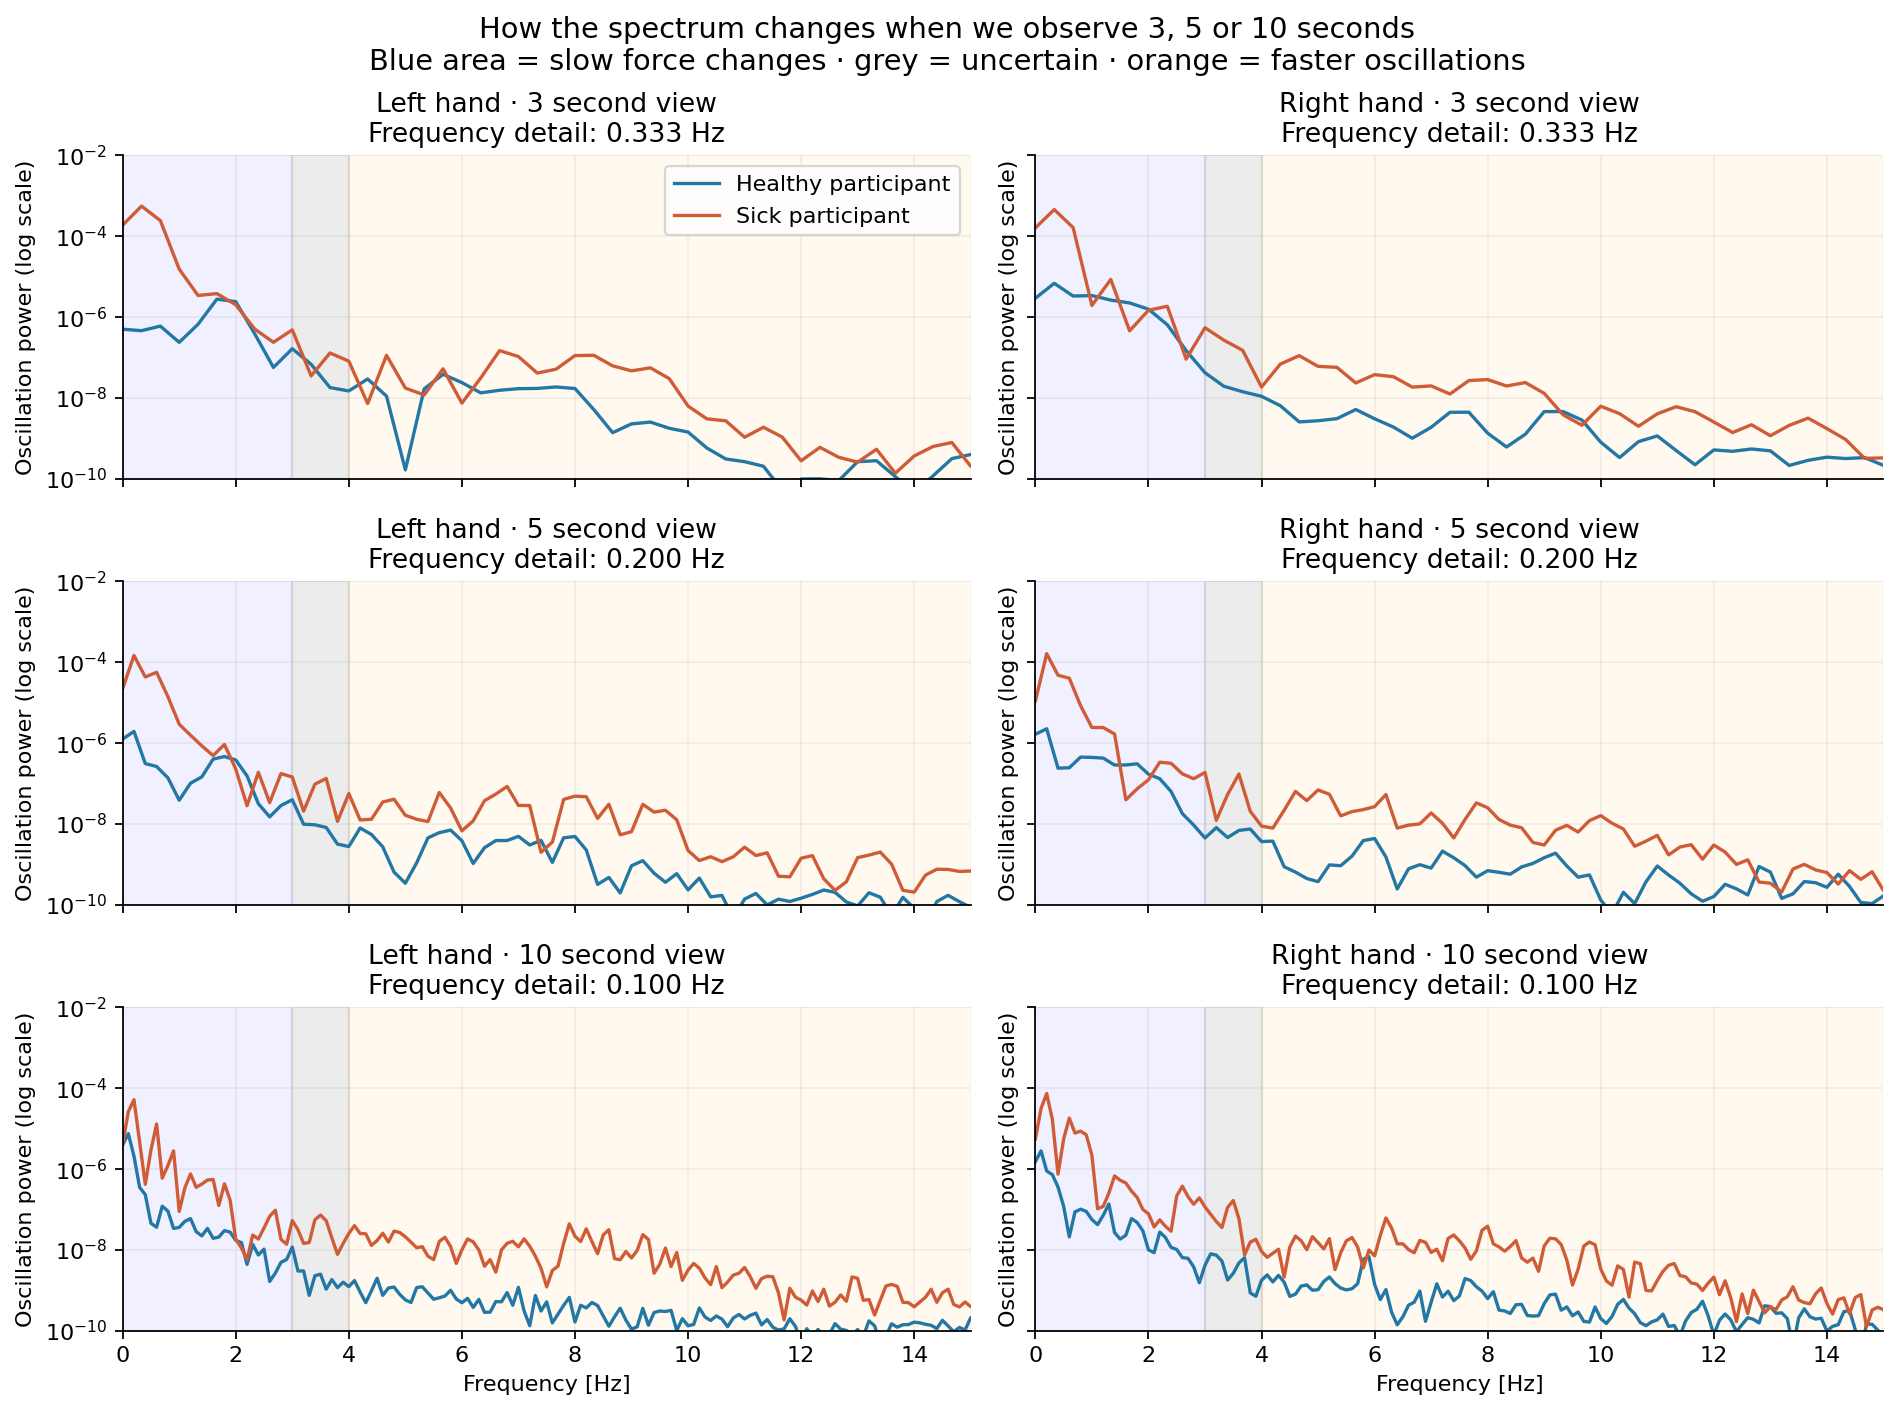 How the spectrum changes when we observe 3, 5 or 10 seconds
Blue area = slow force changes · grey = uncertain · orange = faster oscillations
Left hand · 3 second view
Frequency detail: 0.333 Hz
Right hand · 3 second view
Frequency detail: 0.333 Hz
Oscillation power (log scale)
10⁻²
10⁻⁴
10⁻⁶
10⁻⁸
10⁻¹⁰
Healthy participant
Sick participant
Oscillation power (log scale)
Left hand · 5 second view
Frequency detail: 0.200 Hz
Right hand · 5 second view
Frequency detail: 0.200 Hz
Oscillation power (log scale)
10⁻²
10⁻⁴
10⁻⁶
10⁻⁸
10⁻¹⁰
Oscillation power (log scale)
Left hand · 10 second view
Frequency detail: 0.100 Hz
Right hand · 10 second view
Frequency detail: 0.100 Hz
Oscillation power (log scale)
10⁻²
10⁻⁴
10⁻⁶
10⁻⁸
10⁻¹⁰
Oscillation power (log scale)
0 2 4 6 8 10 12 14
0 2 4 6 8 10 12 14
Frequency [Hz]
Frequency [Hz]